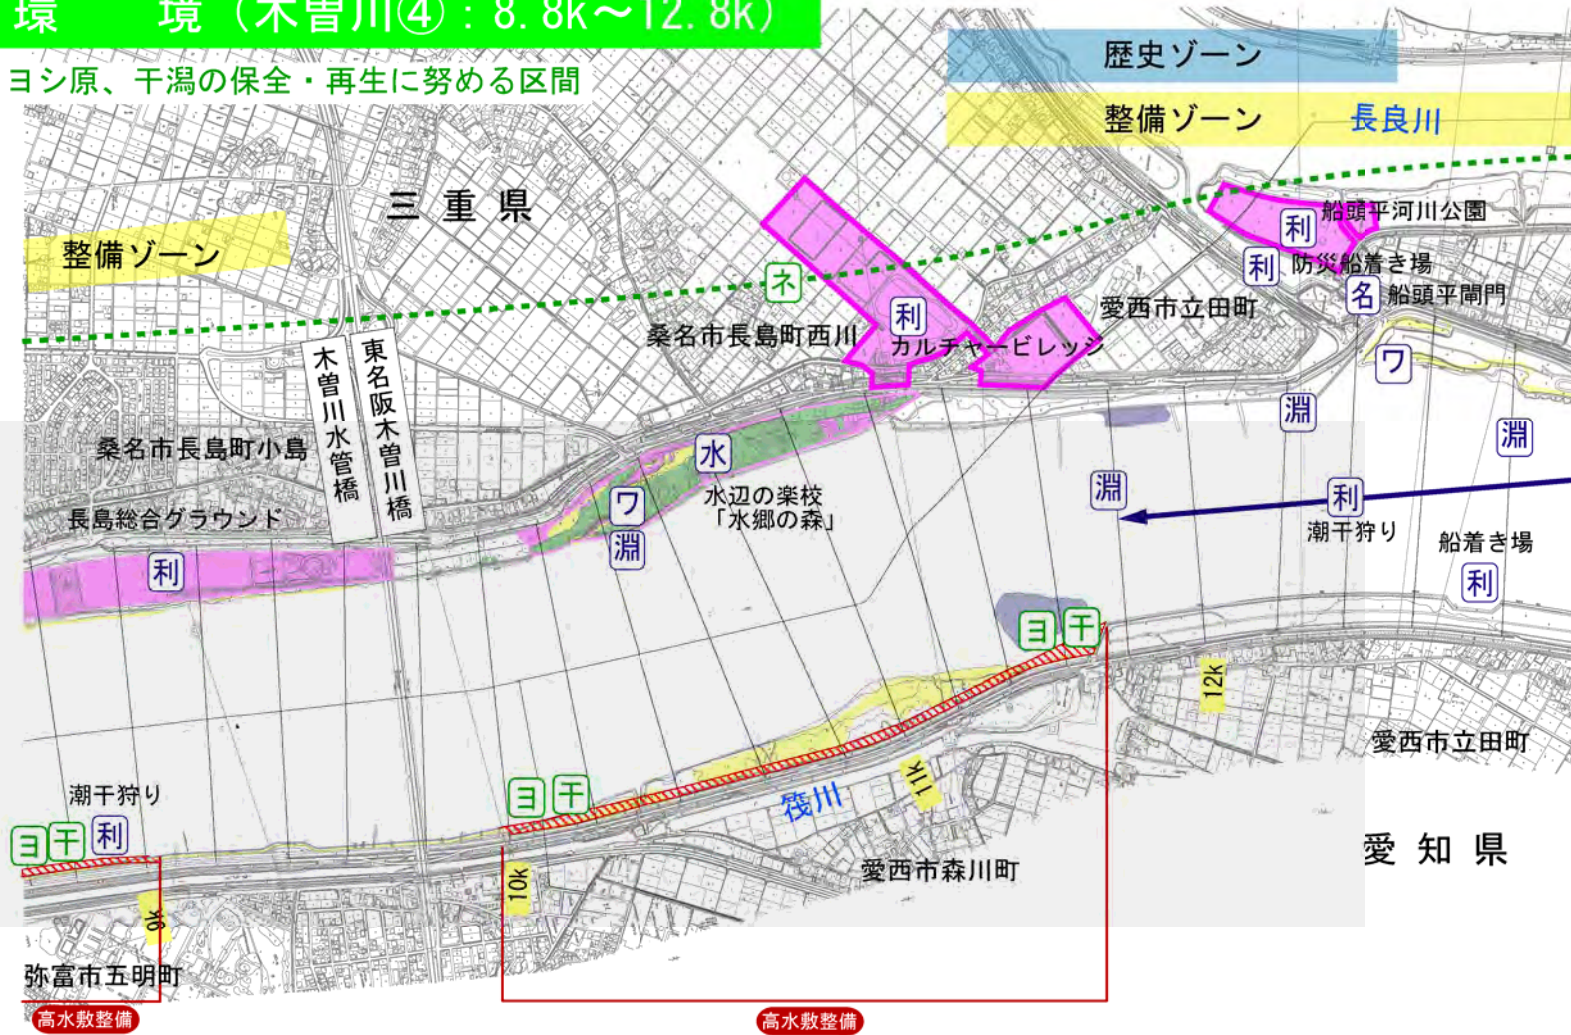 環 境（木曽川④：8.8k～12.8k）
ヨシ原、干潟の保全・再生に努める区間
歴史ゾーン
整備ゾーン
長良川
三重県
整備ゾーン
ネ
利
船頭平河川公園
利
防災船着き場
名
船頭平閘門
愛西市立田町
桑名市長島町西川
利
カルチャービレッジ
ワ
木曽川水管橋
東名阪木曽川橋
桑名市長島町小島
長島総合グラウンド
利
水
水辺の楽校
「水郷の森」
ワ
淵
淵
淵
淵
利
潮干狩り
船着き場
利
ヨ
干
12k
愛西市立田町
11k
筏川
ヨ
干
潮干狩り
ヨ
干
利
愛知県
愛西市森川町
10k
9k
弥富市五明町
高水敷整備
高水敷整備